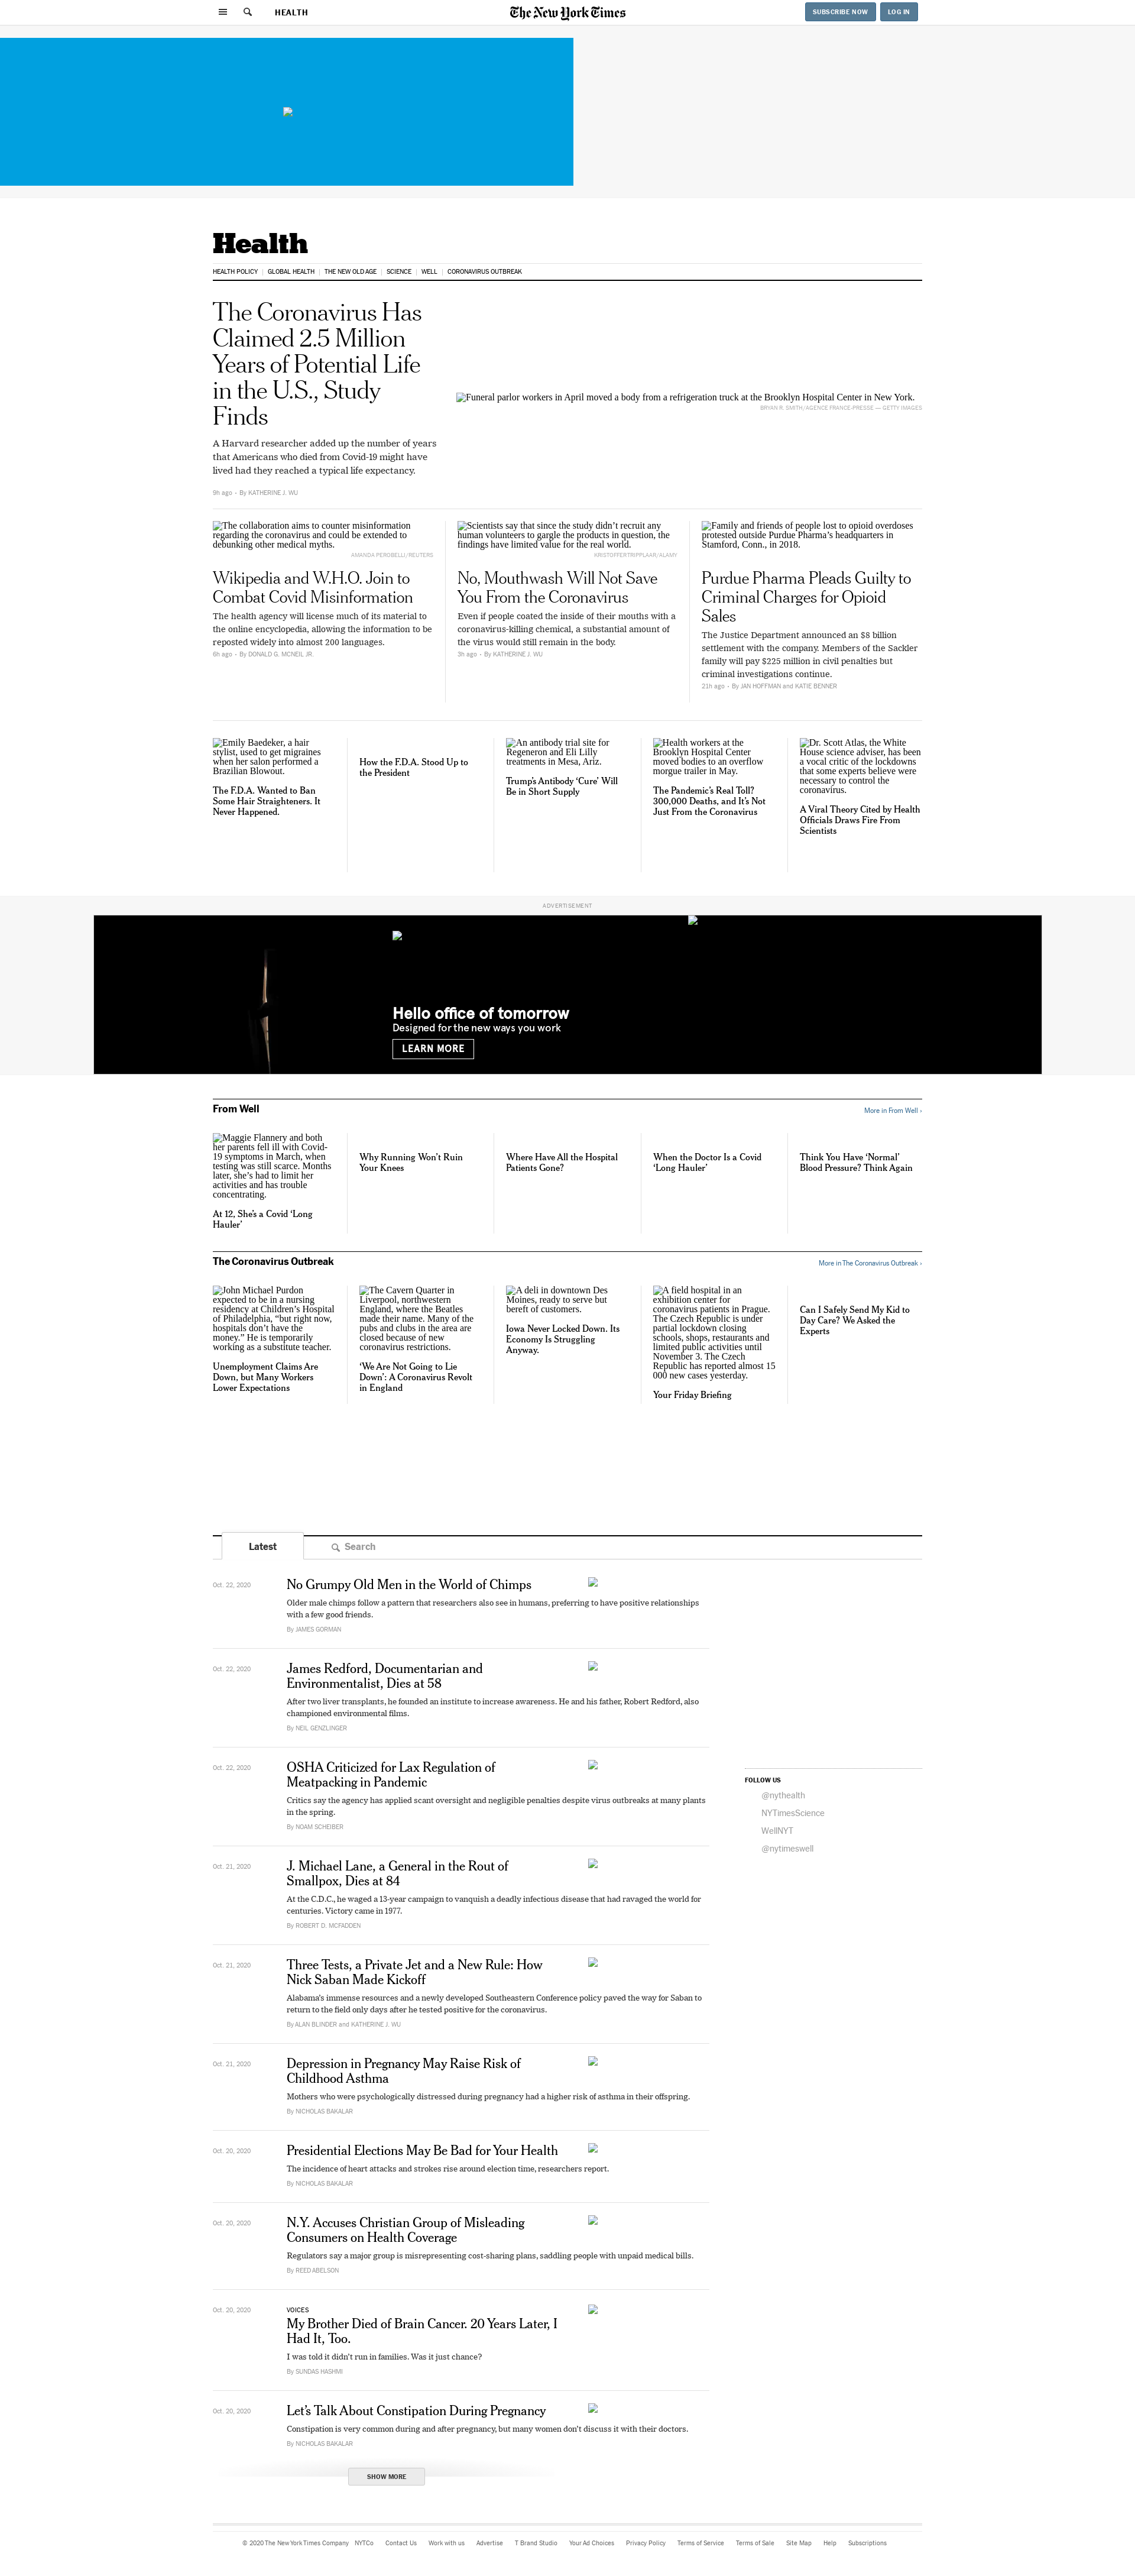 HEALTH
The New York Times
SUBSCRIBE NOW
LOG IN
Health
HEALTH POLICY
GLOBAL HEALTH
THE NEW OLD AGE
SCIENCE
WELL
CORONAVIRUS OUTBREAK
The Coronavirus Has
Claimed 2.5 Million
Years of Potential Life
in the U.S., Study
Finds
A Harvard researcher added up the number of years
that Americans who died from Covid-19 might have
lived had they reached a typical life expectancy.
9h ago - By KATHERINE J. WU
Funeral parlor workers in April moved a body from a refrigeration truck at the Brooklyn Hospital Center in New York.
BRYAN R. SMITH/AGENCE FRANCE-PRESSE — GETTY IMAGES
The collaboration aims to counter misinformation
regarding the coronavirus and could be extended to
debunking other medical myths.
AMANDA PEROBELLI/REUTERS
Wikipedia and W.H.O. Join to
Combat Covid Misinformation
The health agency will license much of its material to
the online encyclopedia, allowing the information to be
reposted widely into almost 200 languages.
6h ago - By DONALD G. MCNEIL JR.
Scientists say that since the study didn't recruit any
human volunteers to gargle the products in question, the
findings have limited value for the real world.
KRISTOFFERTRIPPLAAR/ALAMY
No, Mouthwash Will Not Save
You From the Coronavirus
Even if people coated the inside of their mouths with a
coronavirus-killing chemical, a substantial amount of
the virus would still remain in the body.
3h ago - By KATHERINE J. WU
Family and friends of people lost to opioid overdoses
protested outside Purdue Pharma's headquarters in
Stamford, Conn., in 2018.
Purdue Pharma Pleads Guilty to
Criminal Charges for Opioid
Sales
The Justice Department announced an $8 billion
settlement with the company. Members of the Sackler
family will pay $225 million in civil penalties but
criminal investigations continue.
21h ago - By JAN HOFFMAN and KATIE BENNER
Emily Baedeker, a hair
stylist, used to get migraines
when her salon performed a
Brazilian Blowout.
The F.D.A. Wanted to Ban
Some Hair Straighteners. It
Never Happened.
How the F.D.A. Stood Up to
the President
An antibody trial site for
Regeneron and Eli Lilly
treatments in Mesa, Ariz.
Trump's Antibody 'Cure' Will
Be in Short Supply
Health workers at the
Brooklyn Hospital Center
moved bodies to an overflow
morgue trailer in May.
The Pandemic's Real Toll?
300,000 Deaths, and It's Not
Just From the Coronavirus
Dr. Scott Atlas, the White
House science adviser, has been
a vocal critic of the lockdowns
that some experts believe were
necessary to control the
coronavirus.
A Viral Theory Cited by Health
Officials Draws Fire From
Scientists
ADVERTISEMENT
Hello office of tomorrow
Designed for the new ways you work
LEARN MORE
From Well
More in From Well ›
Maggie Flannery and both
her parents fell ill with Covid-
19 symptoms in March, when
testing was still scarce. Months
later, she's had to limit her
activities and has trouble
concentrating.
At 12, She's a Covid 'Long
Hauler'
Why Running Won't Ruin
Your Knees
Where Have All the Hospital
Patients Gone?
When the Doctor Is a Covid
'Long Hauler'
Think You Have 'Normal'
Blood Pressure? Think Again
The Coronavirus Outbreak
More in The Coronavirus Outbreak ›
John Michael Purdon
expected to be in a nursing
residency at Children's Hospital
of Philadelphia, "but right now,
hospitals don't have the
money." He is temporarily
working as a substitute teacher.
Unemployment Claims Are
Down, but Many Workers
Lower Expectations
The Cavern Quarter in
Liverpool, northwestern
England, where the Beatles
made their name. Many of the
pubs and clubs in the area are
closed because of new
coronavirus restrictions.
'We Are Not Going to Lie
Down': A Coronavirus Revolt
in England
A deli in downtown Des
Moines, ready to serve but
bereft of customers.
Iowa Never Locked Down. Its
Economy Is Struggling
Anyway.
A field hospital in an
exhibition center for
coronavirus patients in Prague.
The Czech Republic is under
partial lockdown closing
schools, shops, restaurants and
limited public activities until
November 3. The Czech
Republic has reported almost 15
000 new cases yesterday.
Your Friday Briefing
Can I Safely Send My Kid to
Day Care? We Asked the
Experts
Latest
Search
Oct. 22, 2020
No Grumpy Old Men in the World of Chimps
Older male chimps follow a pattern that researchers also see in humans, preferring to have positive relationships
with a few good friends.
By JAMES GORMAN
Oct. 22, 2020
James Redford, Documentarian and
Environmentalist, Dies at 58
After two liver transplants, he founded an institute to increase awareness. He and his father, Robert Redford, also
championed environmental films.
By NEIL GENZLINGER
Oct. 22, 2020
OSHA Criticized for Lax Regulation of
Meatpacking in Pandemic
Critics say the agency has applied scant oversight and negligible penalties despite virus outbreaks at many plants
in the spring.
By NOAM SCHEIBER
FOLLOW US
@nythealth
NYTimesScience
WellNYT
@nytimeswell
Oct. 21, 2020
J. Michael Lane, a General in the Rout of
Smallpox, Dies at 84
At the C.D.C., he waged a 13-year campaign to vanquish a deadly infectious disease that had ravaged the world for
centuries. Victory came in 1977.
By ROBERT D. MCFADDEN
Oct. 21, 2020
Three Tests, a Private Jet and a New Rule: How
Nick Saban Made Kickoff
Alabama's immense resources and a newly developed Southeastern Conference policy paved the way for Saban to
return to the field only days after he tested positive for the coronavirus.
By ALAN BLINDER and KATHERINE J. WU
Oct. 21, 2020
Depression in Pregnancy May Raise Risk of
Childhood Asthma
Mothers who were psychologically distressed during pregnancy had a higher risk of asthma in their offspring.
By NICHOLAS BAKALAR
Oct. 20, 2020
Presidential Elections May Be Bad for Your Health
The incidence of heart attacks and strokes rise around election time, researchers report.
By NICHOLAS BAKALAR
Oct. 20, 2020
N.Y. Accuses Christian Group of Misleading
Consumers on Health Coverage
Regulators say a major group is misrepresenting cost-sharing plans, saddling people with unpaid medical bills.
By REED ABELSON
Oct. 20, 2020
VOICES
My Brother Died of Brain Cancer. 20 Years Later, I
Had It, Too.
I was told it didn't run in families. Was it just chance?
By SUNDAS HASHMI
Oct. 20, 2020
Let's Talk About Constipation During Pregnancy
Constipation is very common during and after pregnancy, but many women don't discuss it with their doctors.
By NICHOLAS BAKALAR
SHOW MORE
© 2020 The New York Times Company NYTCo Contact Us Work with us Advertise T Brand Studio Your Ad Choices Privacy Policy Terms of Service Terms of Sale Site Map Help Subscriptions